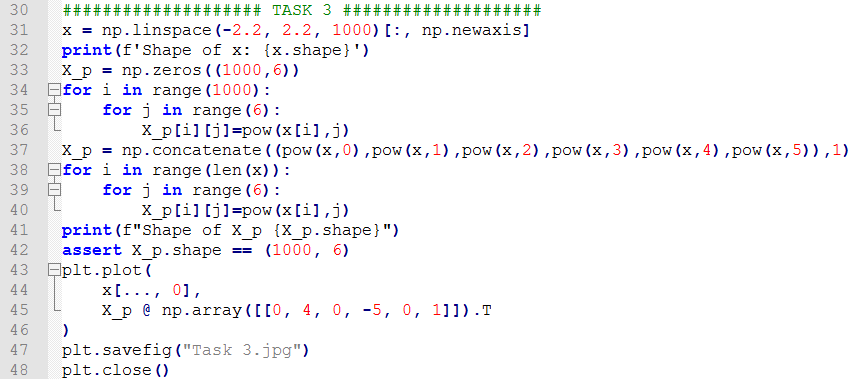 30 #################### TASK 3 ####################
31 x = np.linspace(-2.2, 2.2, 1000)[:, np.newaxis]
32 print(f'Shape of x: {x.shape}')
33 X_p = np.zeros((1000,6))
34 for i in range(1000):
35     for j in range(6):
36         X_p[i][j]=pow(x[i],j)
37 X_p = np.concatenate((pow(x,0),pow(x,1),pow(x,2),pow(x,3),pow(x,4),pow(x,5)),1)
38 for i in range(len(x)):
39     for j in range(6):
40         X_p[i][j]=pow(x[i],j)
41 print(f"Shape of X_p {X_p.shape}")
42 assert X_p.shape == (1000, 6)
43 plt.plot(
44     x[..., 0],
45     X_p @ np.array([[0, 4, 0, -5, 0, 1]]).T
46 )
47 plt.savefig("Task 3.jpg")
48 plt.close()